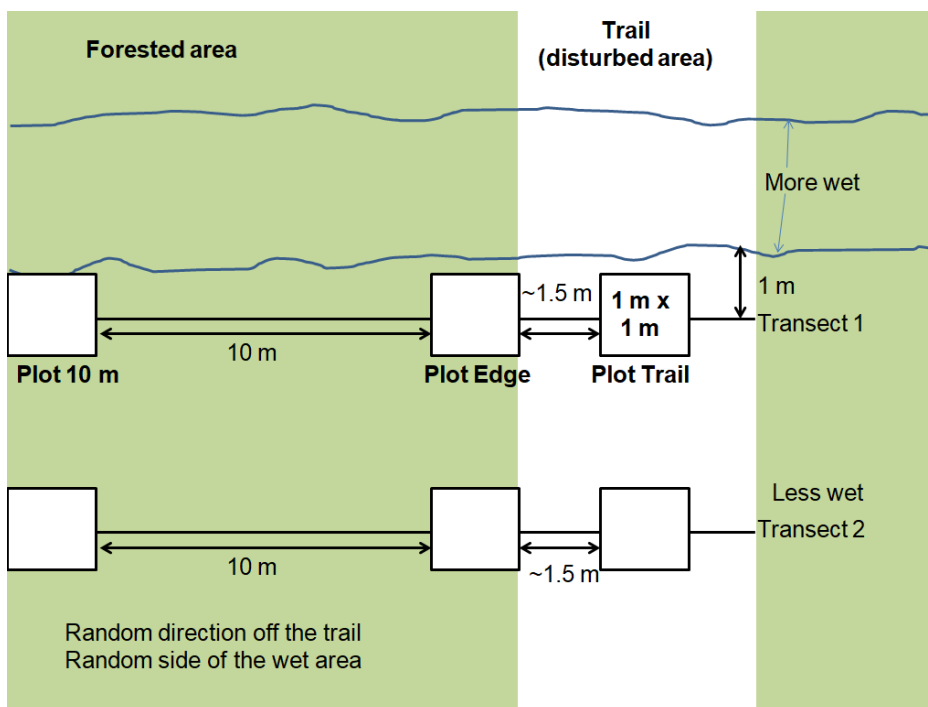 Forested area
Trail
(disturbed area)
More wet
~1.5 m
1 m x
1 m
1 m
Transect 1
10 m
Plot 10 m
Plot Edge
Plot Trail
Less wet
Transect 2
10 m
~1.5 m
Random direction off the trail
Random side of the wet area